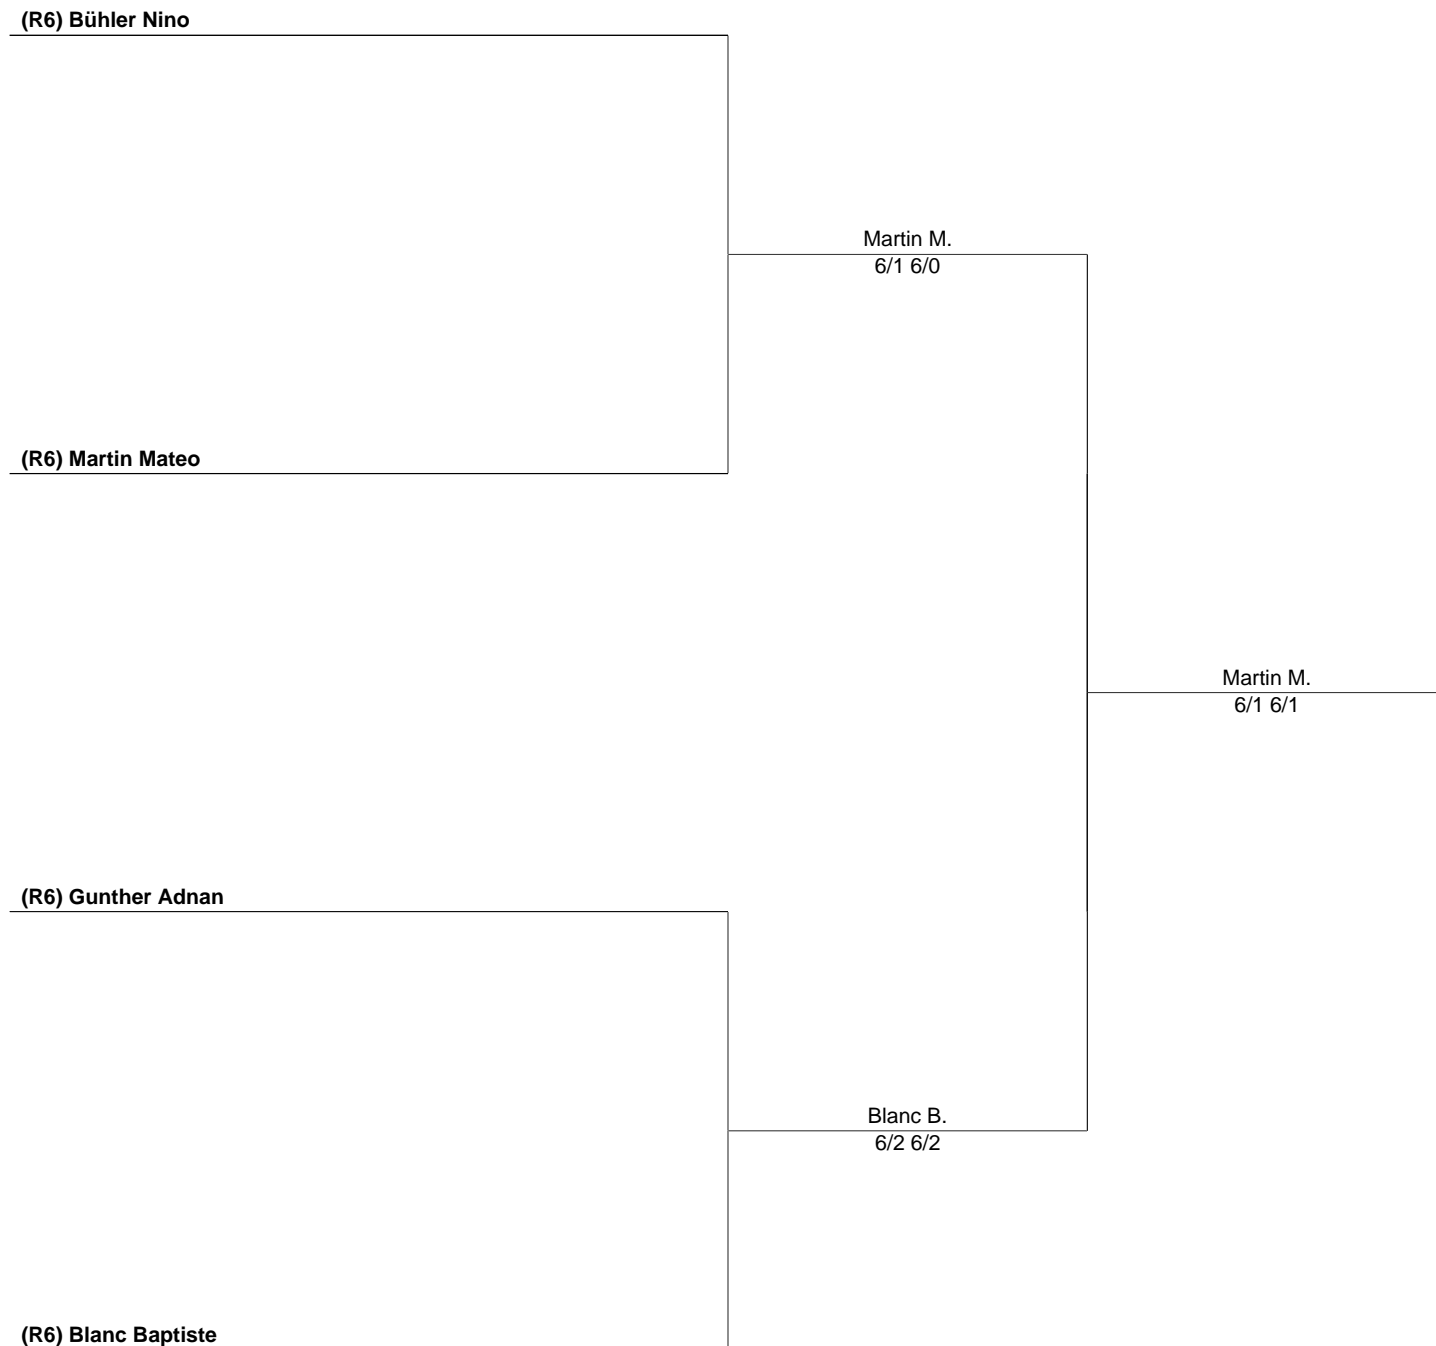 (R6) Bühler Nino
Martin M.
6/1 6/0
(R6) Martin Mateo
Martin M.
6/1 6/1
(R6) Gunther Adnan
Blanc B.
6/2 6/2
(R6) Blanc Baptiste